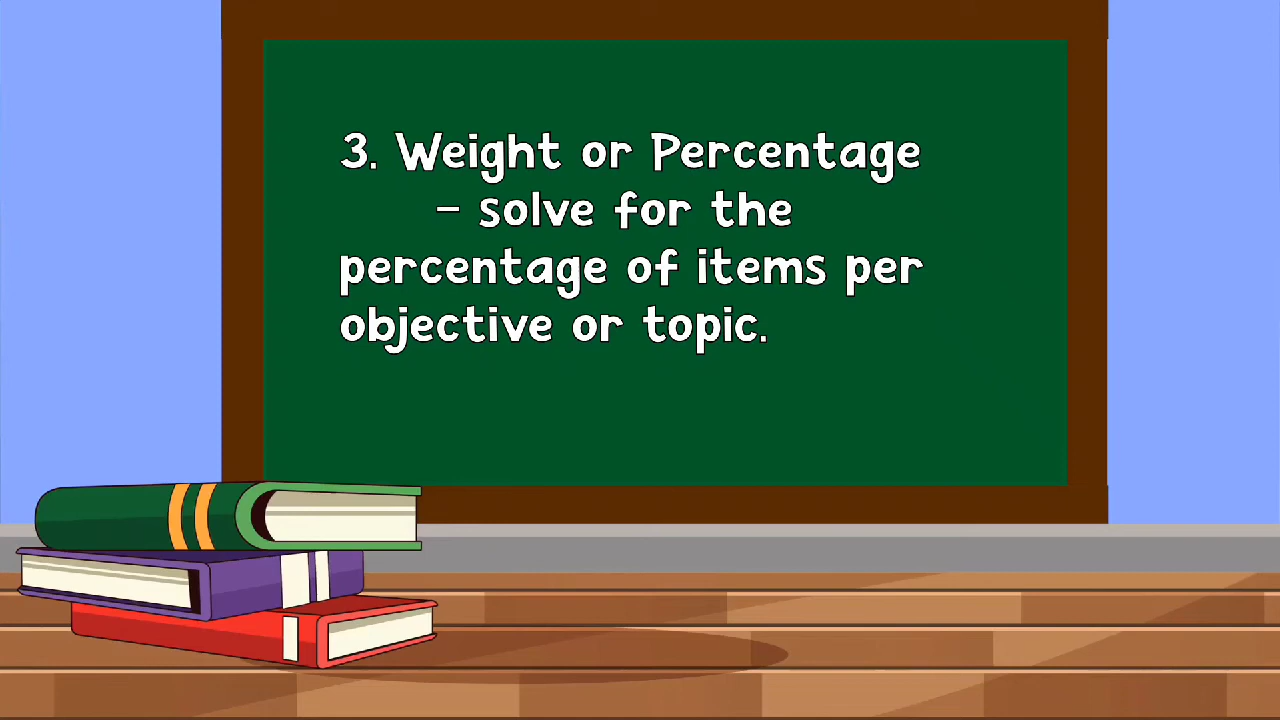 3. Weight or Percentage
- solve for the
percentage of items per
objective or topic.